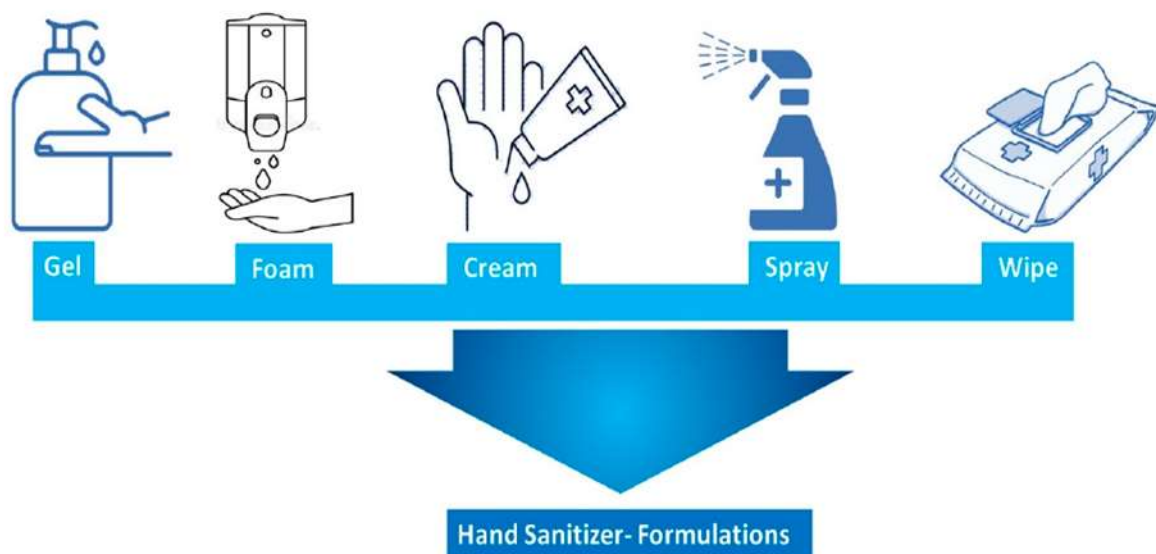 Gel
Foam
Cream
Spray
Wipe
Hand Sanitizer- Formulations